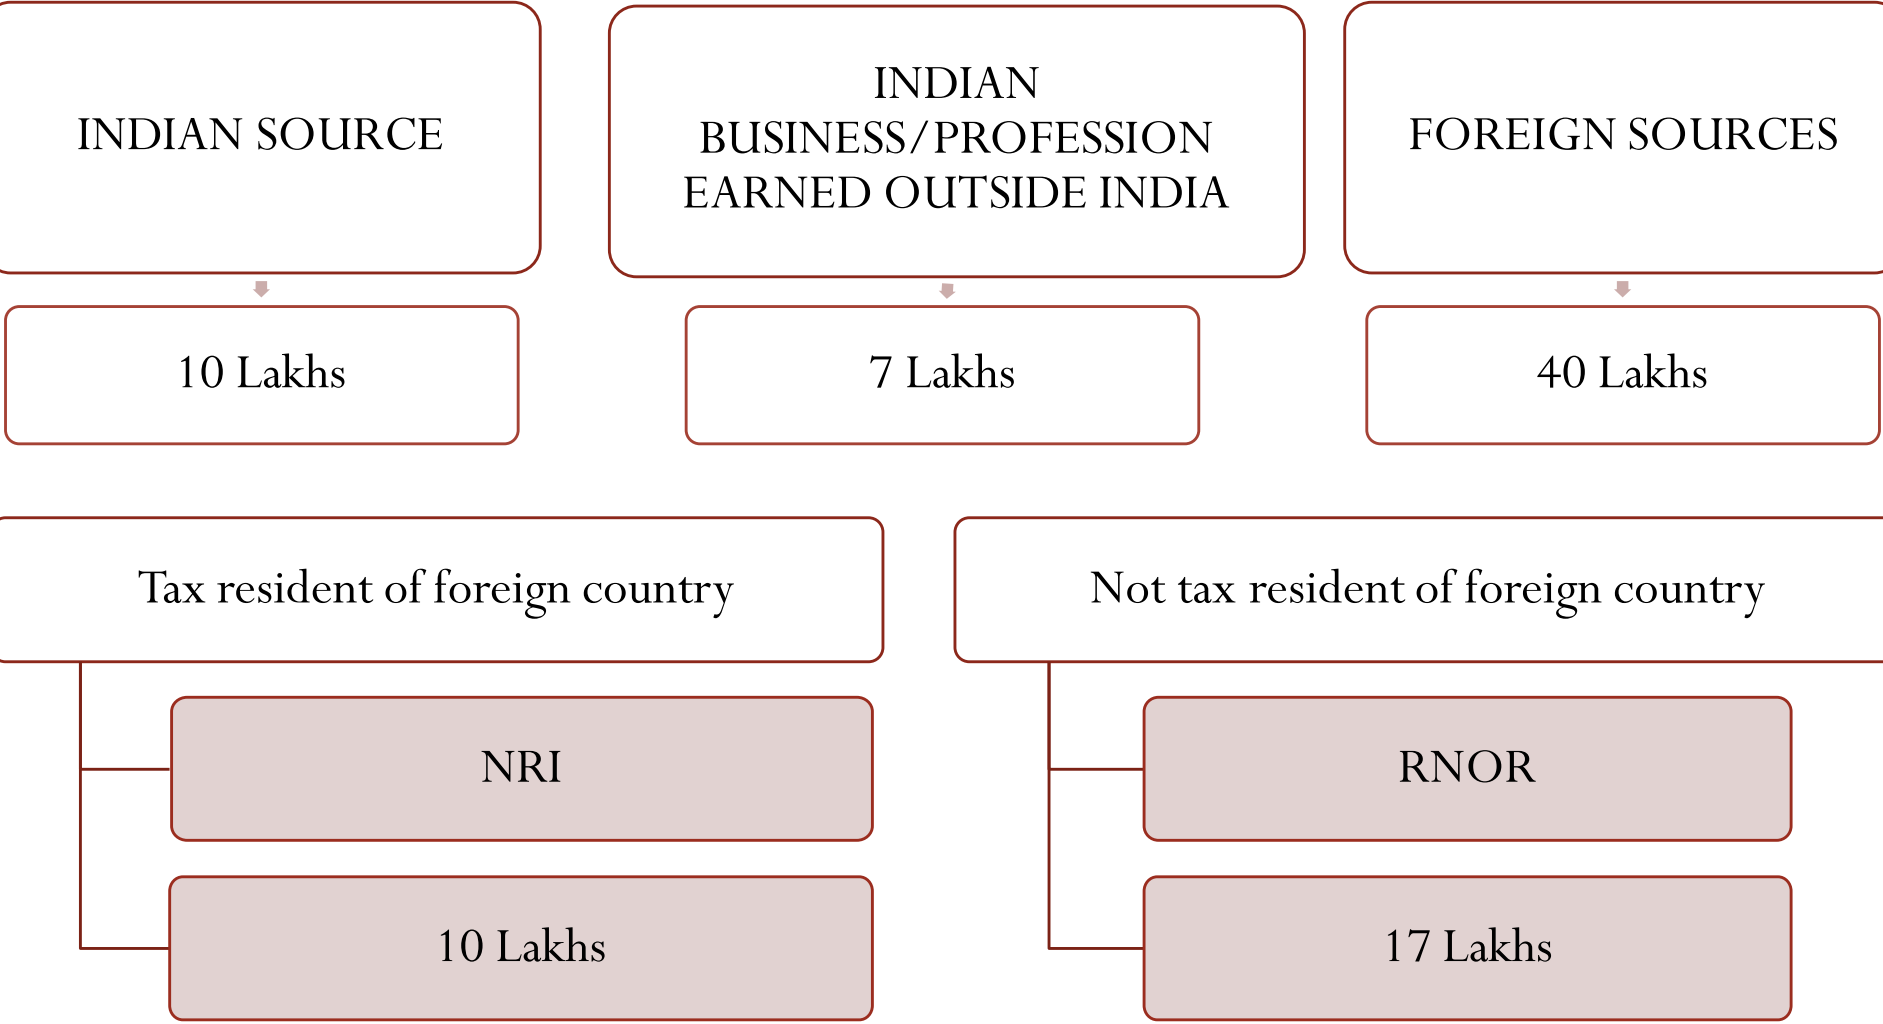 INDIAN SOURCE
INDIAN
BUSINESS/PROFESSION
EARNED OUTSIDE INDIA
FOREIGN SOURCES
10 Lakhs
7 Lakhs
40 Lakhs
Tax resident of foreign country
Not tax resident of foreign country
NRI
RNOR
10 Lakhs
17 Lakhs